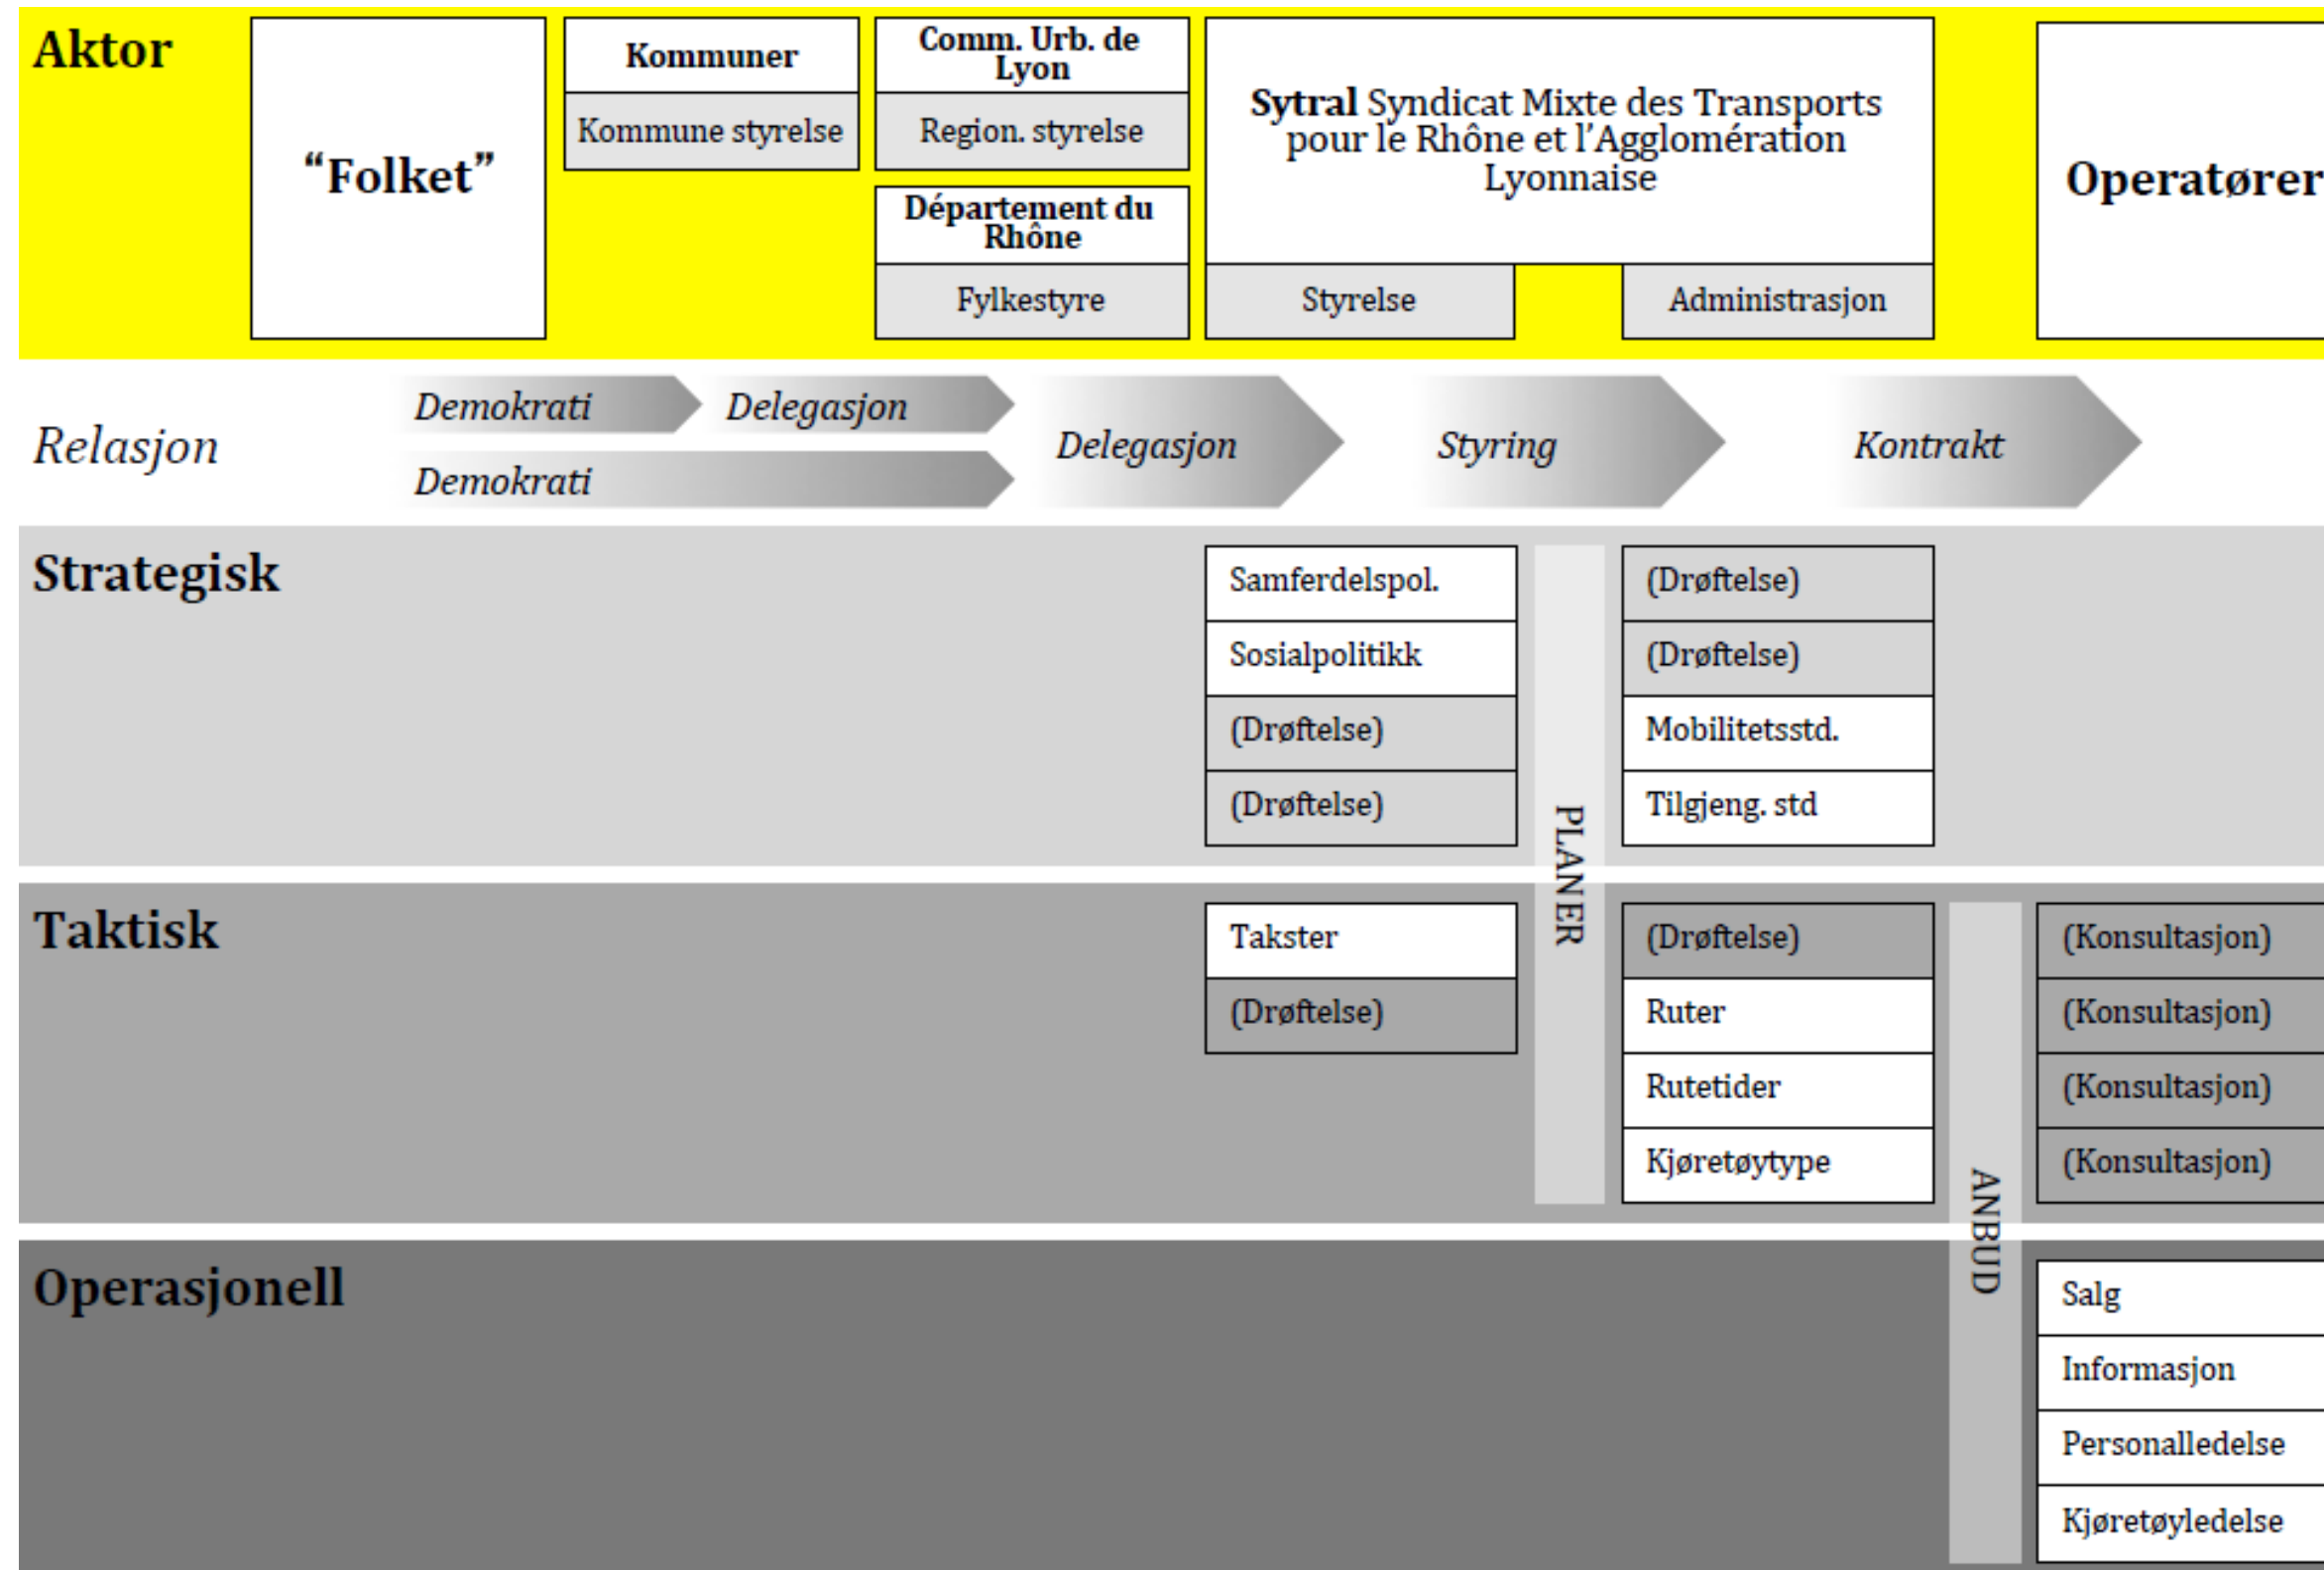 Aktor
“Folket”
Kommuner
Kommune styrelse
Comm. Urb. de
Lyon
Region. styrelse
Département du
Rhône
Fylkestyre
Sytral Syndicat Mixte des Transports
pour le Rhône et l’Agglomération
Lyonnaise
Styrelse
Administrasjon
Operatører
Relasjon
Demokrati
Delegasjon
Demokrati
Delegasjon
Styring
Kontrakt
Strategisk
Samferdelspol.
Sosialpolitikk
(Drøftelse)
(Drøftelse)
PLANER
(Drøftelse)
(Drøftelse)
Mobilitetsstd.
Tilgjeng. std
Taktisk
Takster
(Drøftelse)
(Drøftelse)
Ruter
Rutetider
Kjøretøytype
ANBUD
(Konsultasjon)
(Konsultasjon)
(Konsultasjon)
(Konsultasjon)
Operasjonell
Salg
Informasjon
Personalledelse
Kjøretøyledelse